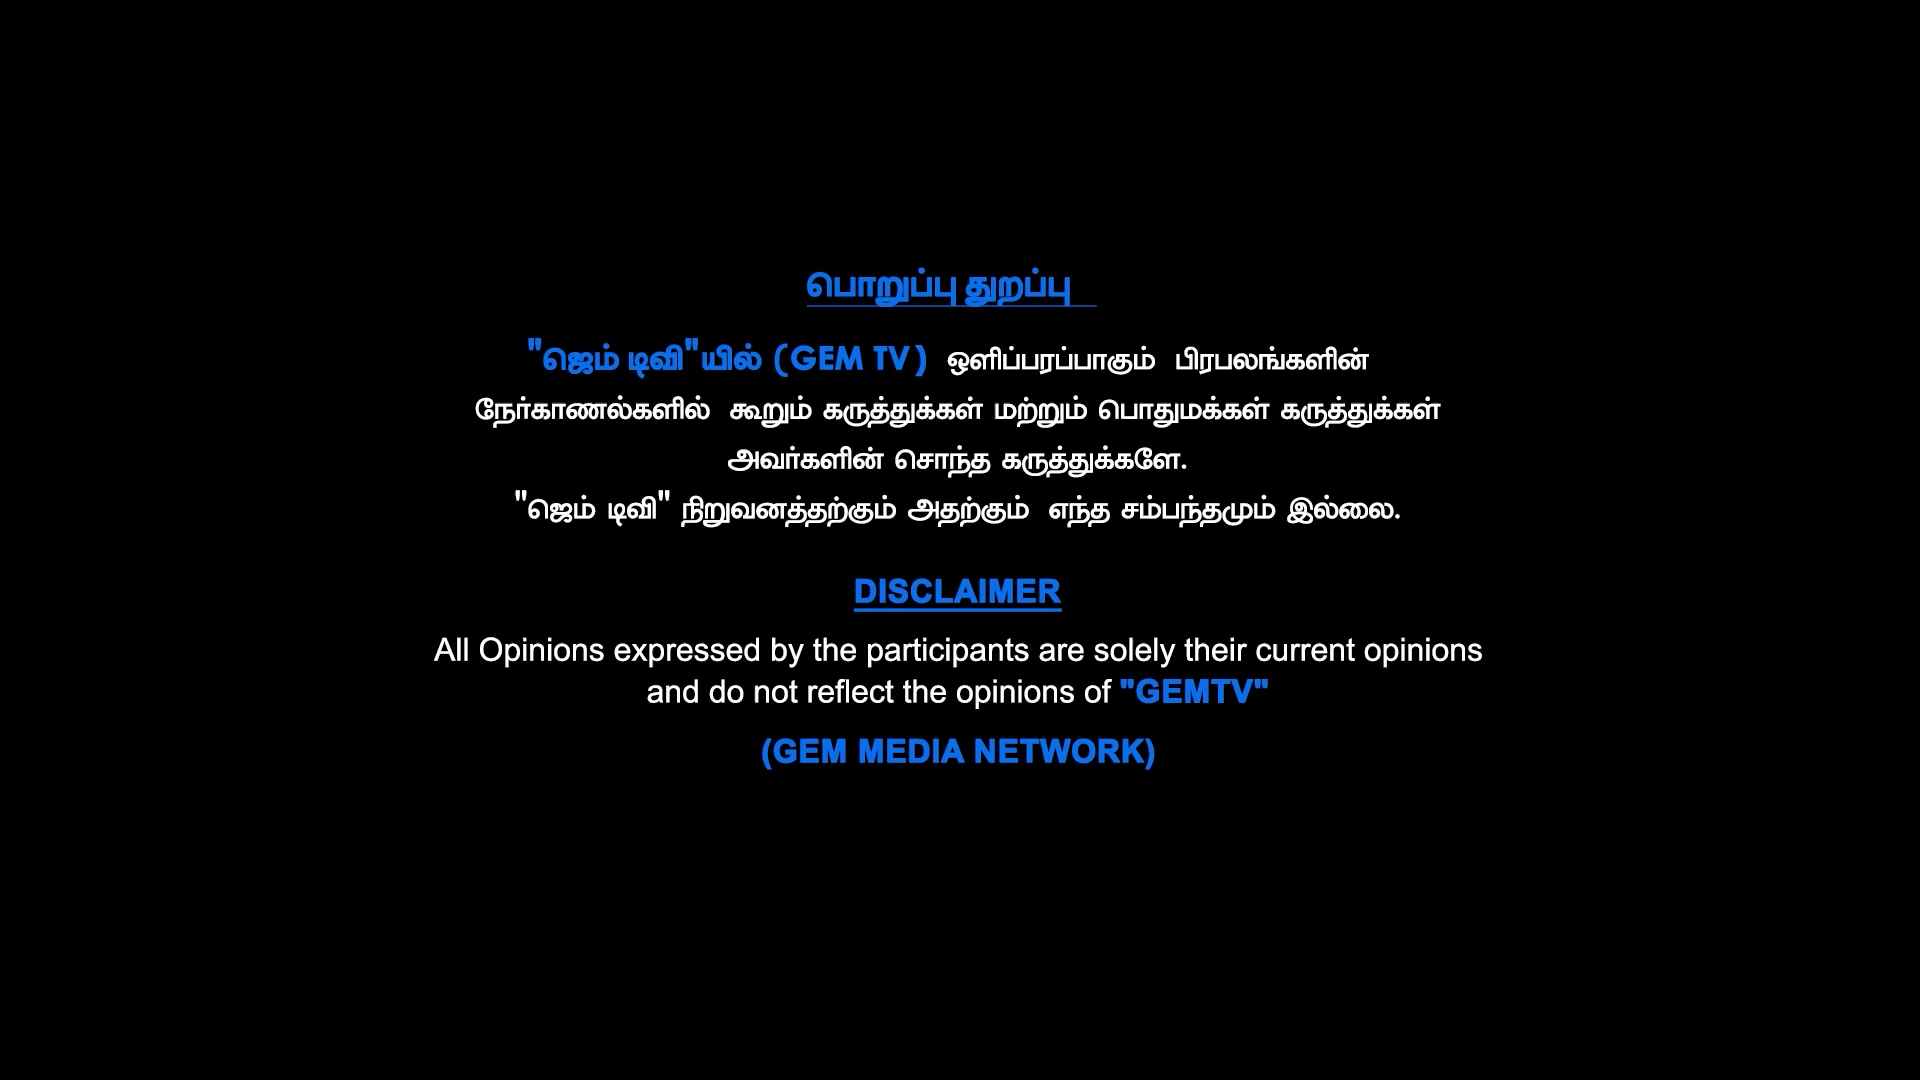 பொறுப்பு துறப்பு
"ஜெம் டிவி"யில் (GEM TV) ஒளிப்பரப்பாகும் பிரபலங்களின்
நேர்காணல்களில் கூறும் கருத்துக்கள் மற்றும் பொதுமக்கள் கருத்துக்கள்
அவர்களின் சொந்த கருத்துக்களே.
"ஜெம் டிவி" நிறுவனத்தற்கும் அதற்கும் எந்த சம்பந்தமும் இல்லை.
DISCLAIMER
All Opinions expressed by the participants are solely their current opinions
and do not reflect the opinions of "GEMTV"
(GEM MEDIA NETWORK)